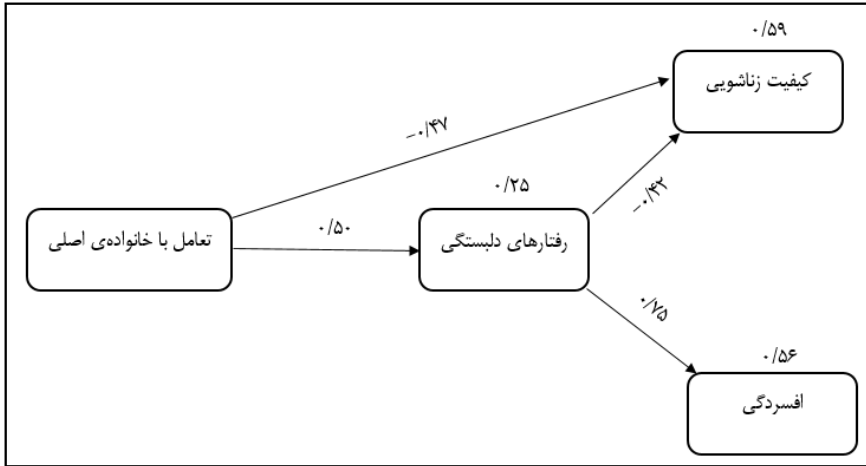 ۰/۵۹
کیفیت زناشویی
-۰/۴۷
-۰/۴۲
۰/۲۵
رفتارهای دلبستگی
۰/۵۰
تعامل با خانواده‌ی اصلی
۰/۷۵
۰/۵۶
افسردگی